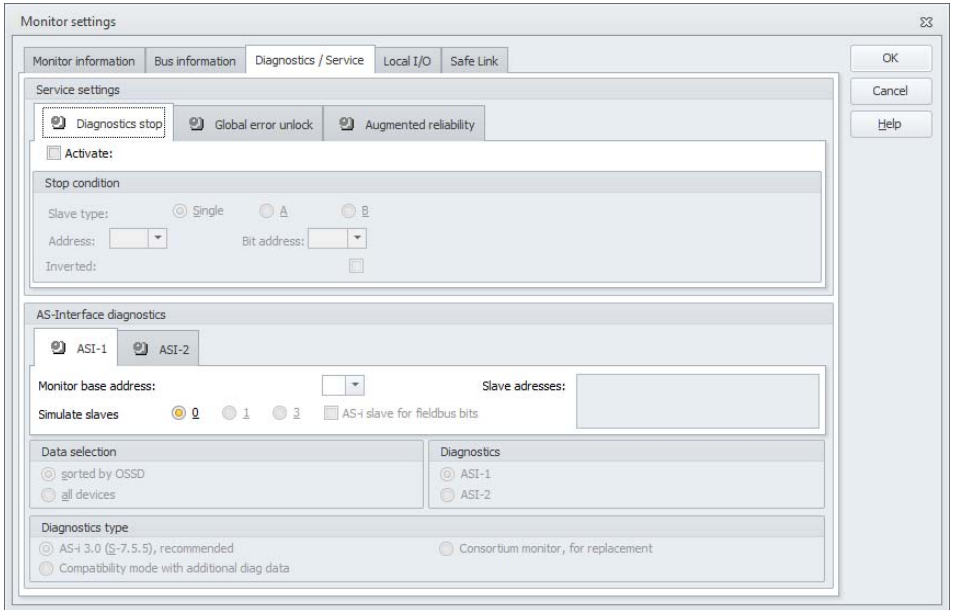 Monitor settings
Monitor information Bus information Diagnostics / Service Local I/O Safe Link
OK
Cancel
Help
Service settings
Diagnostics stop Global error unlock Augmented reliability
Activate:
Stop condition
Slave type: Single A B
Address: Bit address:
Inverted:
AS-Interface diagnostics
ASI-1 ASI-2
Monitor base address: Slave adresses:
Simulate slaves 0 1 3 AS-i slave for fieldbus bits
Data selection
sorted by OSSD
all devices
Diagnostics
ASI-1
ASI-2
Diagnostics type
AS-i 3.0 (S-7.5.5), recommended Consortium monitor, for replacement
Compatibility mode with additional diag data